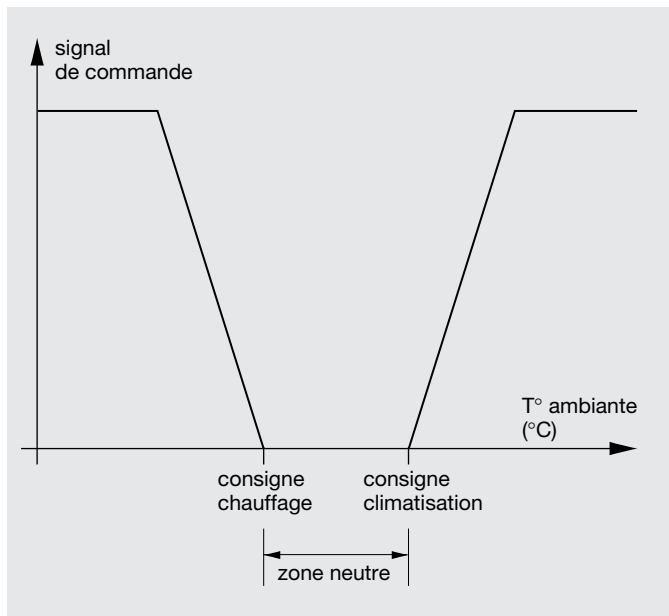 signal
de commande
T° ambiante
(°C)
consigne
chauffage
consigne
climatisation
zone neutre